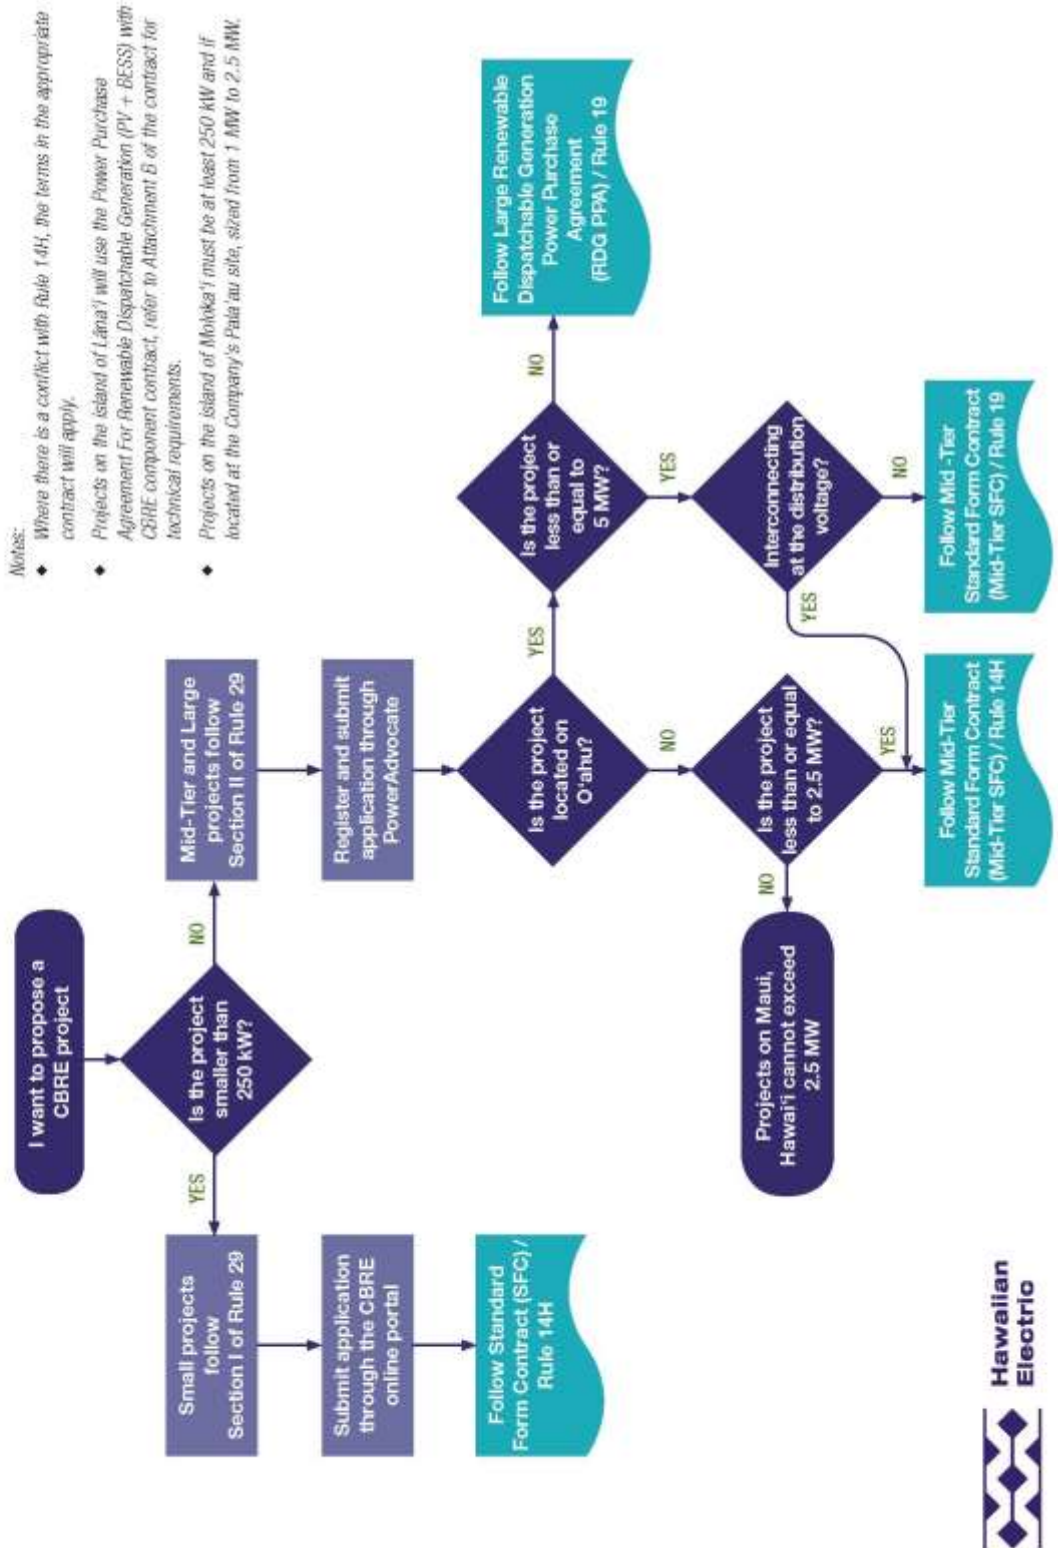 I want to propose a
CBRE project
Is the project
smaller than
250 kW?
YES
NO
Small projects
follow
Section I of Rule 29
Submit application
through the CBRE
online portal
Follow Standard
Form Contract (SFC) /
Rule 14H
Mid-Tier and Large
projects follow
Section II of Rule 29
Register and submit
application through
PowerAdvocate
Is the project
located on
Oʻahu?
YES
NO
Is the project
less than or
equal to
5 MW?
NO
YES
Follow Large Renewable
Dispatchable Generation
Power Purchase
Agreement
(RDG PPA) / Rule 19
Is the project
less than or equal
to 2.5 MW?
NO
YES
Projects on Maui,
Hawaiʻi cannot exceed
2.5 MW
Interconnecting
at the distribution
voltage?
YES
NO
Follow Mid-Tier
Standard Form Contract
(Mid-Tier SFC) / Rule 14H
Follow Mid -Tier
Standard Form Contract
(Mid-Tier SFC) / Rule 19
Notes:
◆ Where there is a conflict with Rule 14H, the terms in the appropriate
contract will apply.
◆ Projects on the island of Lānaʻi will use the Power Purchase
Agreement For Renewable Dispatchable Generation (PV + BESS) with
CBRE component contract, refer to Attachment B of the contract for
technical requirements.
◆ Projects on the island of Molokaʻi must be at least 250 kW and if
located at the Company's Palaʻau site, sized from 1 MW to 2.5 MW.
Hawaiian
Electric